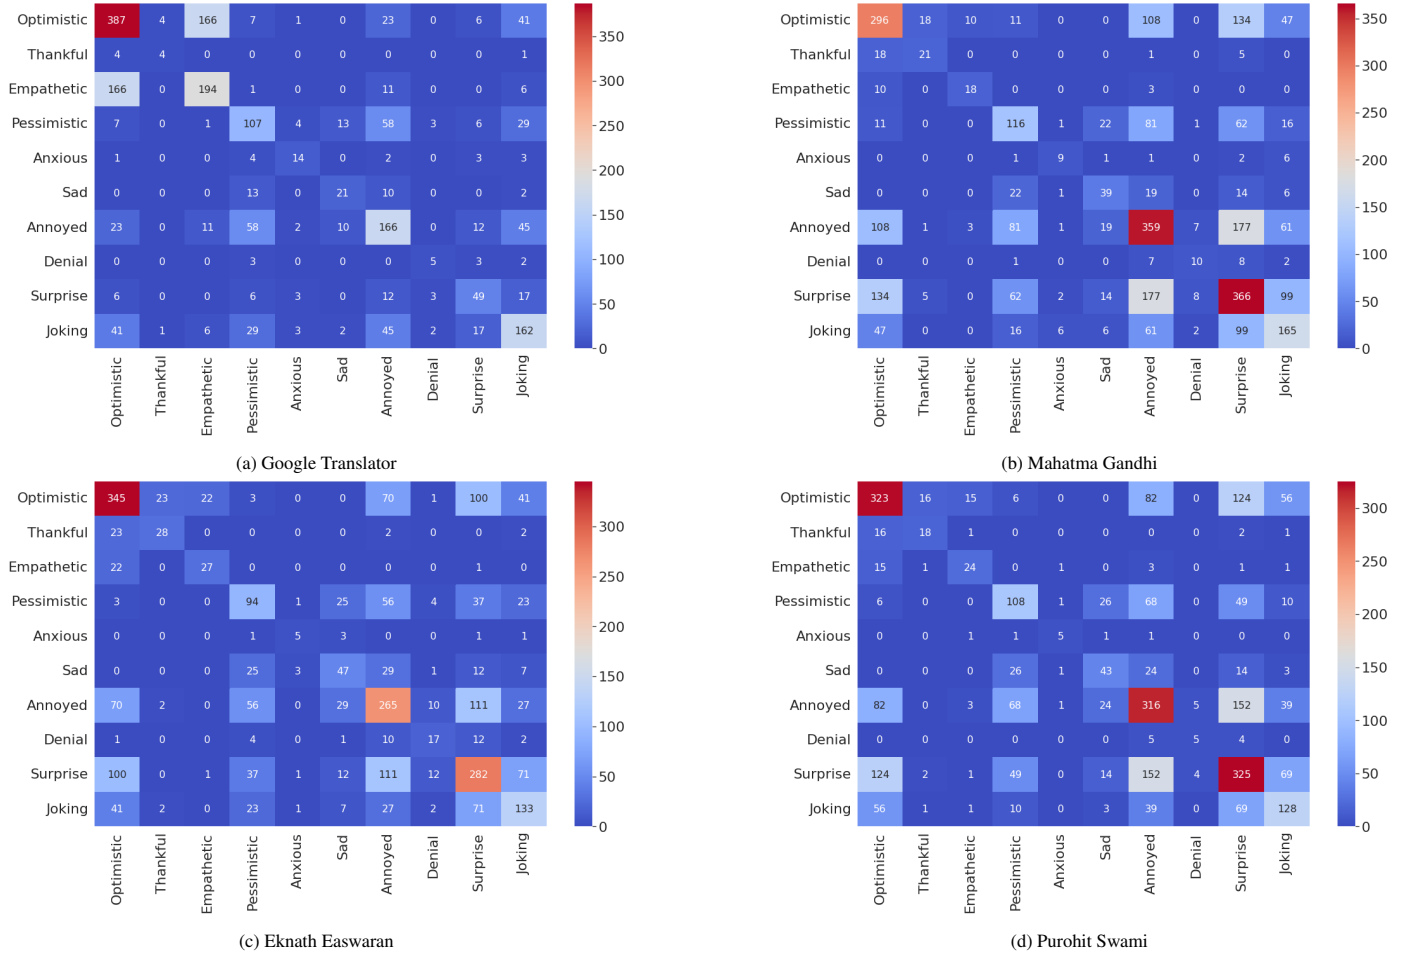 Optimistic 387 4 166 7 1 0 23 0 6 41
Thankful 4 4 0 0 0 0 0 0 0 1
Empathetic 166 0 194 1 0 0 11 0 0 6
Pessimistic 7 0 1 107 4 13 58 3 6 29
Anxious 1 0 0 4 14 0 2 0 3 3
Sad 0 0 0 13 0 21 10 0 0 2
Annoyed 23 0 11 58 2 10 166 0 12 45
Denial 0 0 0 3 0 0 0 5 3 2
Surprise 6 0 0 6 3 0 12 3 49 17
Joking 41 1 6 29 3 2 45 2 17 162
Optimistic Thankful Empathetic Pessimistic Anxious Sad Annoyed Denial Surprise Joking
350
300
250
200
150
100
50
0
(a) Google Translator
Optimistic 296 18 10 11 0 0 108 0 134 47
Thankful 18 21 0 0 0 0 1 0 5 0
Empathetic 10 0 18 0 0 0 3 0 0 0
Pessimistic 11 0 0 116 1 22 81 1 62 16
Anxious 0 0 0 1 9 1 1 0 2 6
Sad 0 0 0 22 1 39 19 0 14 6
Annoyed 108 1 3 81 1 19 359 7 177 61
Denial 0 0 0 1 0 0 7 10 8 2
Surprise 134 5 0 62 2 14 177 8 366 99
Joking 47 0 0 16 6 6 61 2 99 165
Optimistic Thankful Empathetic Pessimistic Anxious Sad Annoyed Denial Surprise Joking
350
300
250
200
150
100
50
0
(b) Mahatma Gandhi
Optimistic 345 23 22 3 0 0 70 1 100 41
Thankful 23 28 0 0 0 0 2 0 0 2
Empathetic 22 0 27 0 0 0 0 0 1 0
Pessimistic 3 0 0 94 1 25 56 4 37 23
Anxious 0 0 0 1 5 3 0 0 1 1
Sad 0 0 0 25 3 47 29 1 12 7
Annoyed 70 2 0 56 0 29 265 10 111 27
Denial 1 0 0 4 0 1 10 17 12 2
Surprise 100 0 1 37 1 12 111 12 282 71
Joking 41 2 0 23 1 7 27 2 71 133
Optimistic Thankful Empathetic Pessimistic Anxious Sad Annoyed Denial Surprise Joking
300
250
200
150
100
50
0
(c) Eknath Easwaran
Optimistic 323 16 15 6 0 0 82 0 124 56
Thankful 16 18 1 0 0 0 0 0 2 1
Empathetic 15 1 24 0 1 0 3 0 1 1
Pessimistic 6 0 0 108 1 26 68 0 49 10
Anxious 0 0 1 1 5 1 1 0 0 0
Sad 0 0 0 26 1 43 24 0 14 3
Annoyed 82 0 3 68 1 24 316 5 152 39
Denial 0 0 0 0 0 0 5 5 4 0
Surprise 124 2 1 49 0 14 152 4 325 69
Joking 56 1 1 10 0 3 39 0 69 128
Optimistic Thankful Empathetic Pessimistic Anxious Sad Annoyed Denial Surprise Joking
300
250
200
150
100
50
0
(d) Purohit Swami